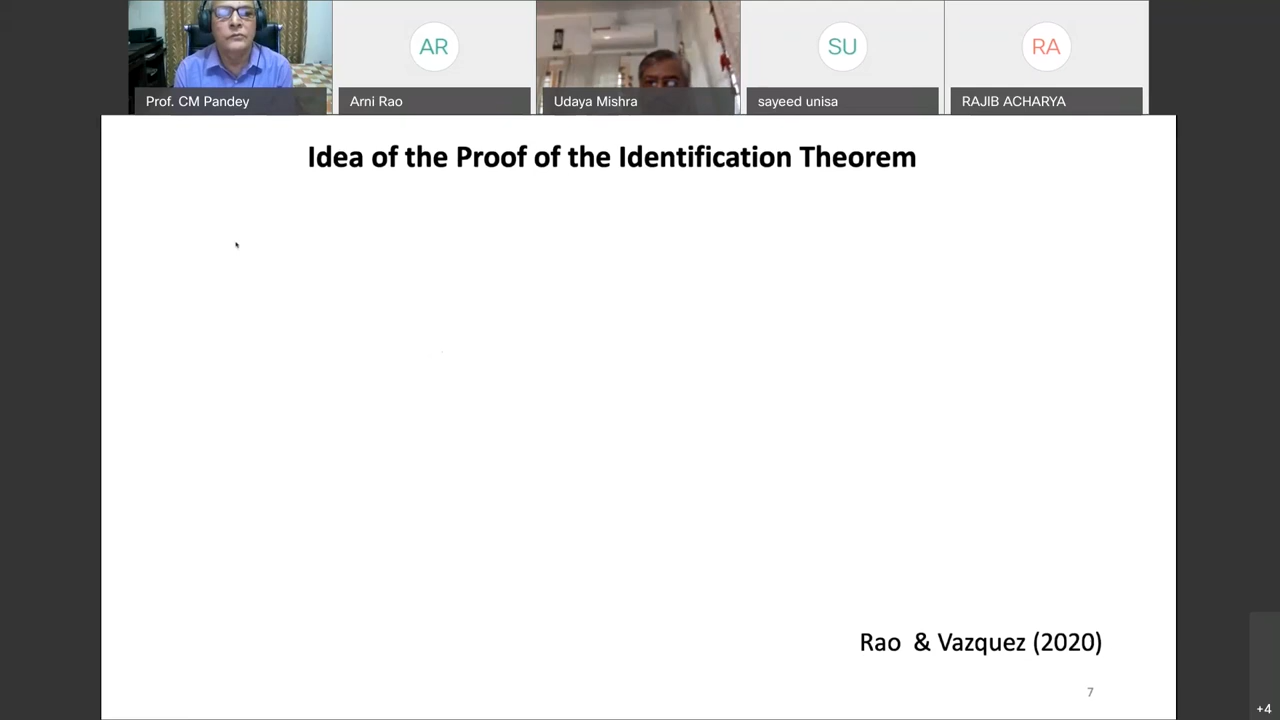 AR
SU
RA
Prof. CM Pandey
Arni Rao
Udaya Mishra
sayeed unisa
RAJIB ACHARYA
Idea of the Proof of the Identification Theorem
Rao & Vazquez (2020)
7
+4